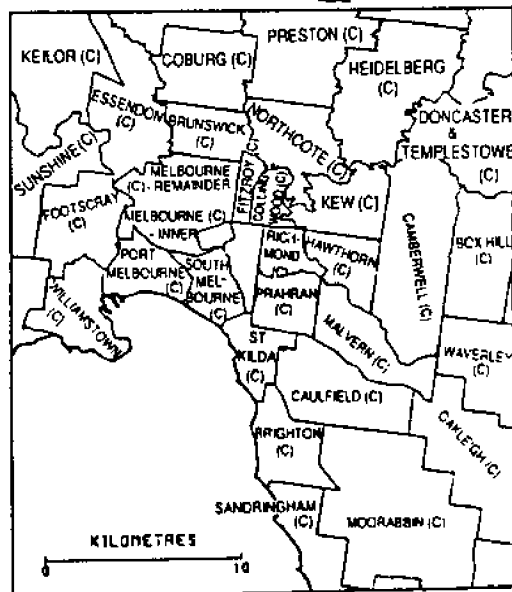 PRESTON (C)
KEILOR (C)
COBURG (C)
HEIDELBERG
(C)
ESSENDON
(C)
BRUNSWICK
(C)
NORTHCOTE (C)
DONCASTER
&
TEMPLESTOWE
(C)
SUNSHINE (C)
MELBOURNE
(C) - REMAINDER
FITZROY (C)
COLLING
WOOD (C)
KEW (C)
FOOTSCRAY
(C)
MELBOURNE (C)
- INNER
RICH-
MOND
(C)
HAWTHORN
(C)
CAMBERWELL (C)
BOX HILL
(C)
PORT
MELBOURNE
(C)
SOUTH
MEL-
BOURNE
(C)
PRAHRAN
(C)
WILLIAMSTOWN
(C)
MALVERN (C)
WAVERLEY
(C)
ST
KILDA
(C)
CAULFIELD (C)
OAKLEIGH
(C)
BRIGHTON
(C)
SANDRINGHAM
(C)
MOORABBIN (C)
KILOMETRES
0 10